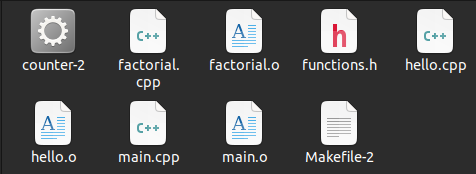 C++
A
A
h
C++
counter-2
factorial.
cpp
factorial.o
functions.h
hello.cpp
A
C++
A
hello.o
main.cpp
main.o
Makefile-2